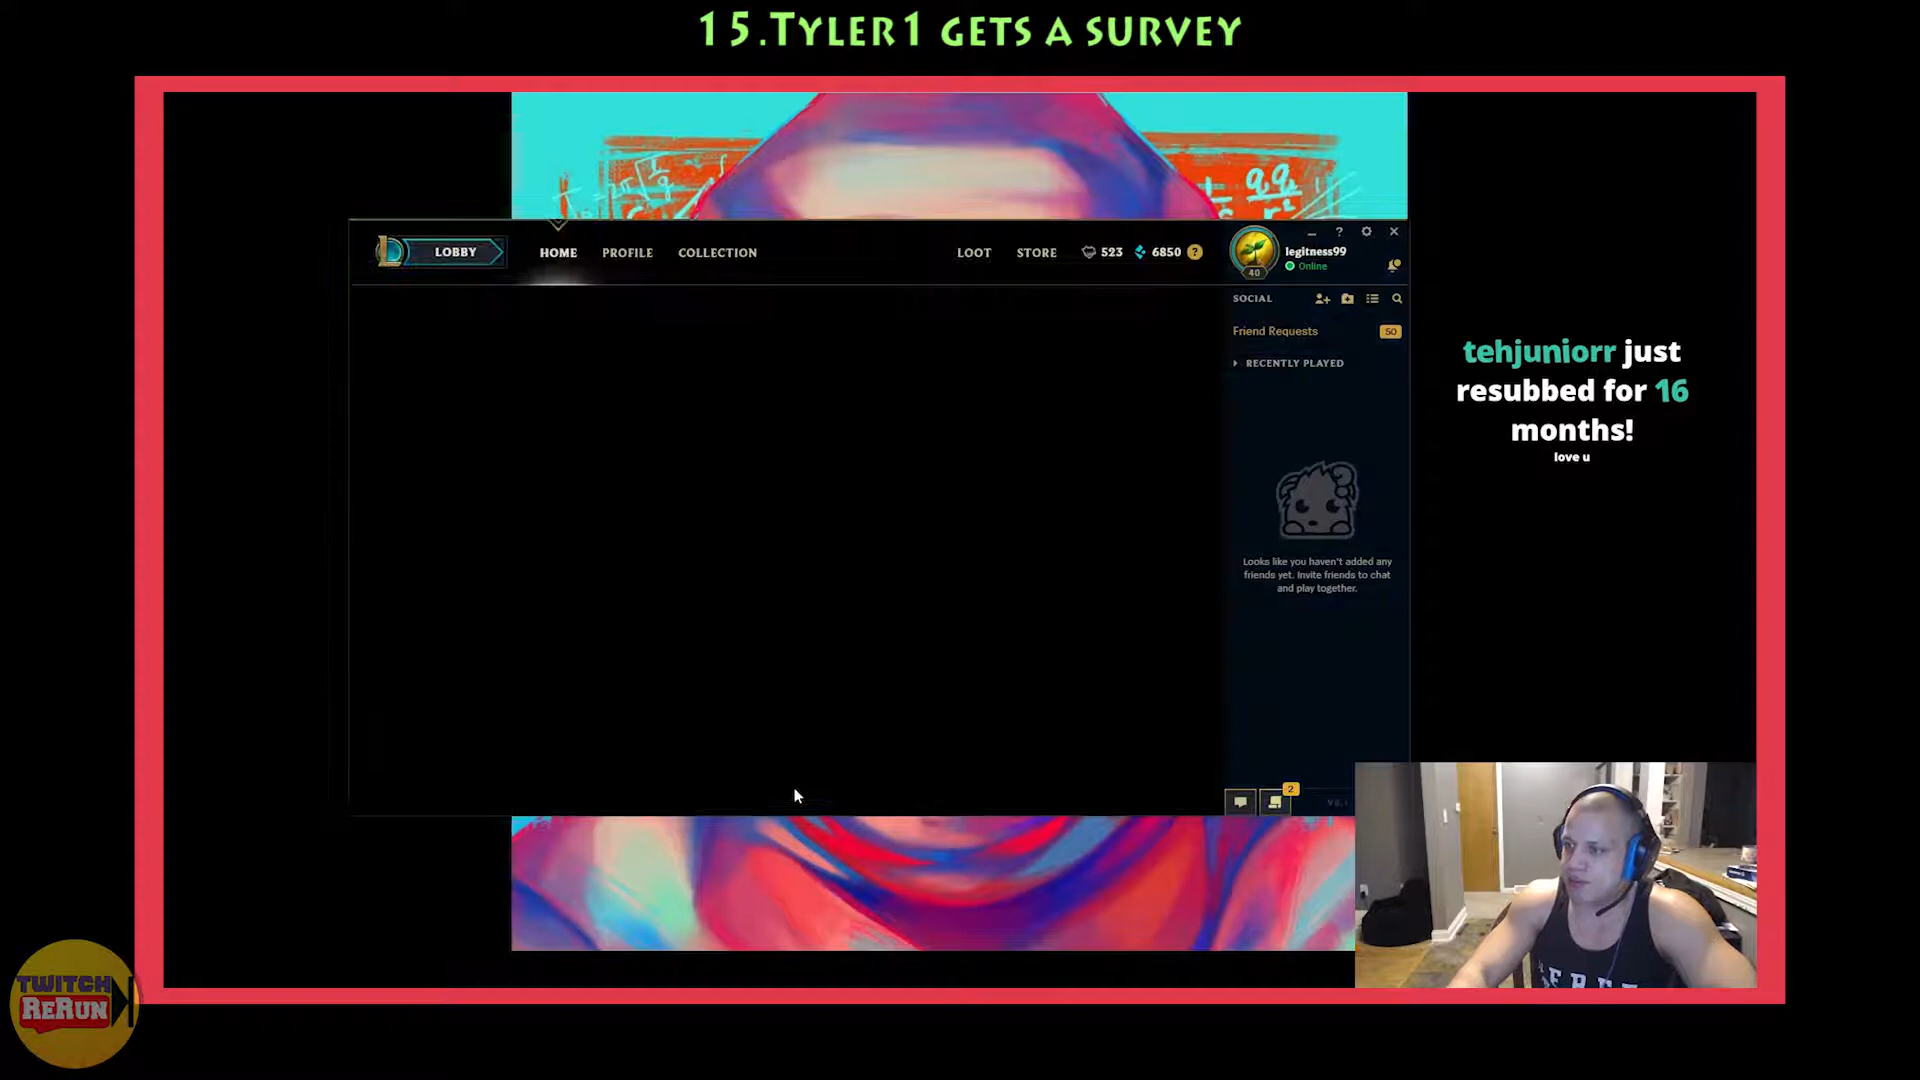 15.Tyler1 gets a survey
LOBBY
HOME
PROFILE
COLLECTION
LOOT
STORE
523
6850
?
?
legitness99
40
Online
SOCIAL
Friend Requests
50
RECENTLY PLAYED
Looks like you haven't added any
friends yet. Invite friends to chat
and play together.
2
tehjuniorr just
resubbed for 16
months!
love u
TWITCH
ReRun